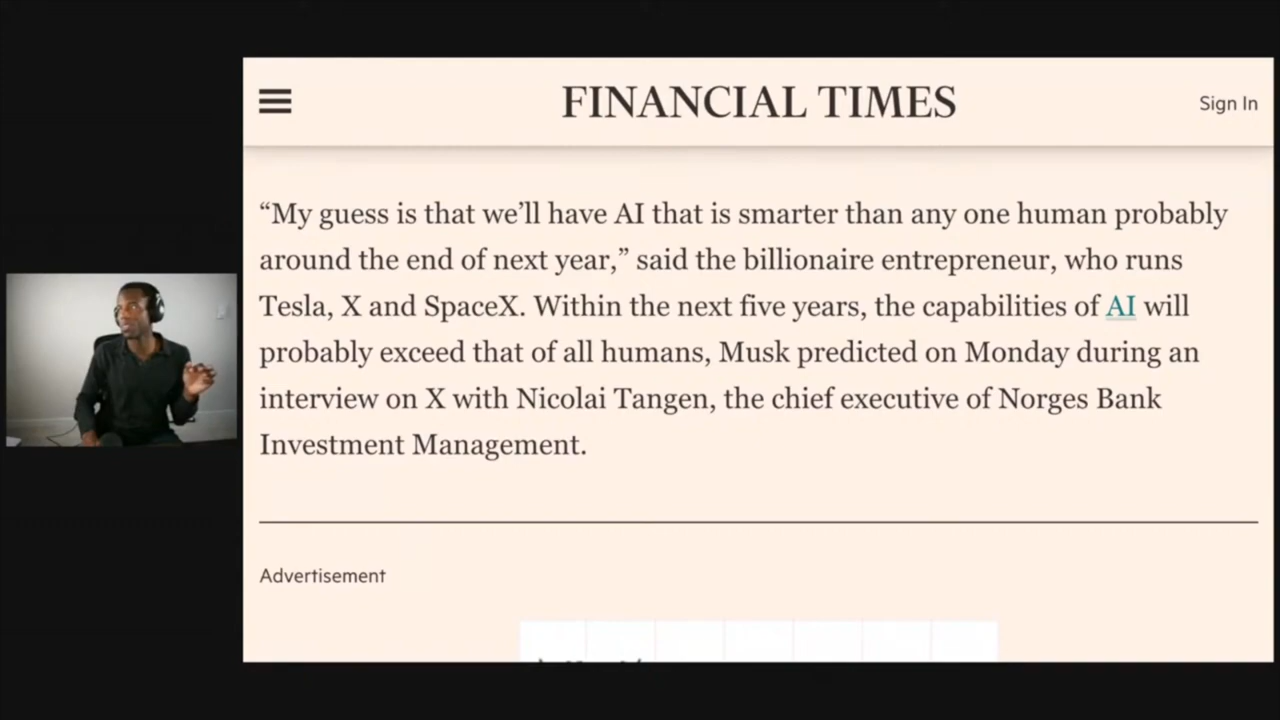 FINANCIAL TIMES
Sign In
“My guess is that we’ll have AI that is smarter than any one human probably
around the end of next year,” said the billionaire entrepreneur, who runs
Tesla, X and SpaceX. Within the next five years, the capabilities of AI will
probably exceed that of all humans, Musk predicted on Monday during an
interview on X with Nicolai Tangen, the chief executive of Norges Bank
Investment Management.
Advertisement